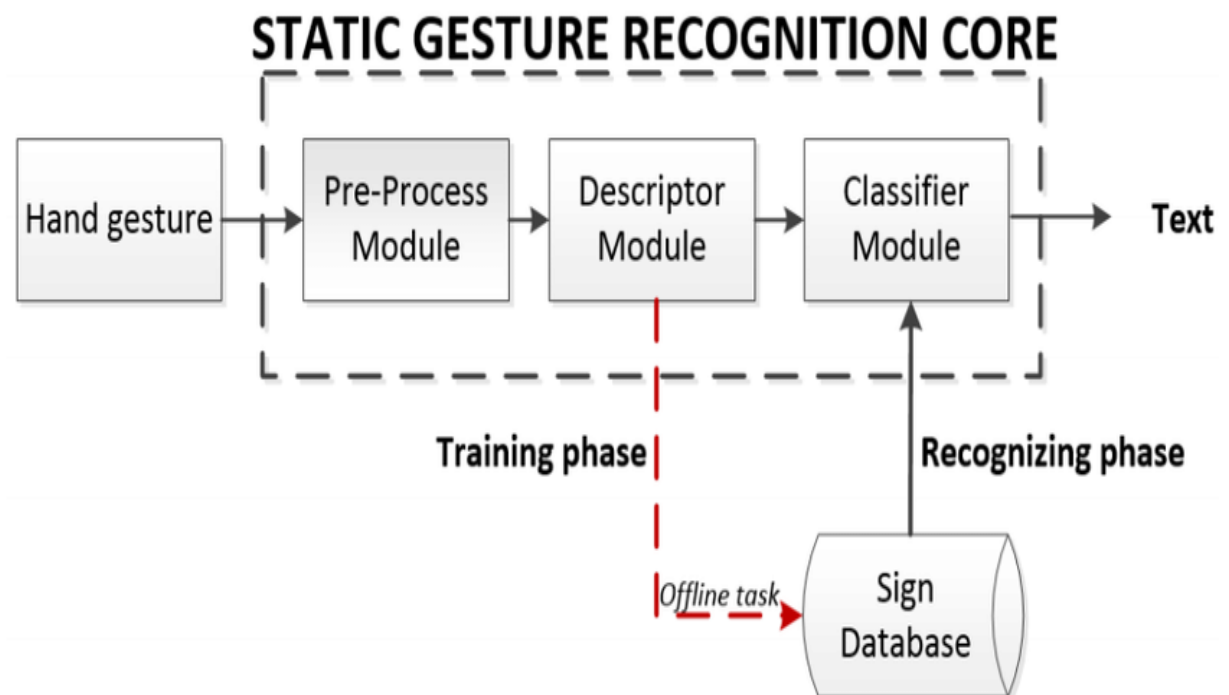 STATIC GESTURE RECOGNITION CORE
Hand gesture
Pre-Process
Module
Descriptor
Module
Classifier
Module
Text
Training phase
Recognizing phase
Offline task
Sign
Database